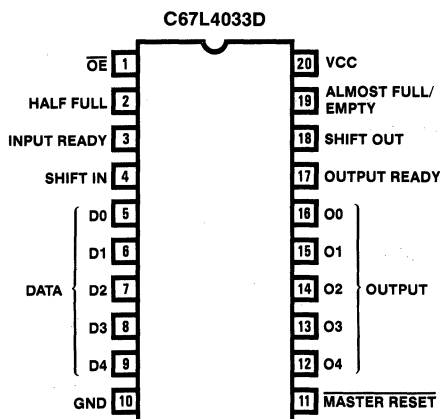 C67L4033D
OE 1
20 VCC
HALF FULL 2
19 ALMOST FULL/
EMPTY
INPUT READY 3
18 SHIFT OUT
SHIFT IN 4
17 OUTPUT READY
D0 5
16 O0
D1 6
15 O1
DATA
D2 7
14 O2
OUTPUT
D3 8
13 O3
D4 9
12 O4
GND 10
11 MASTER RESET